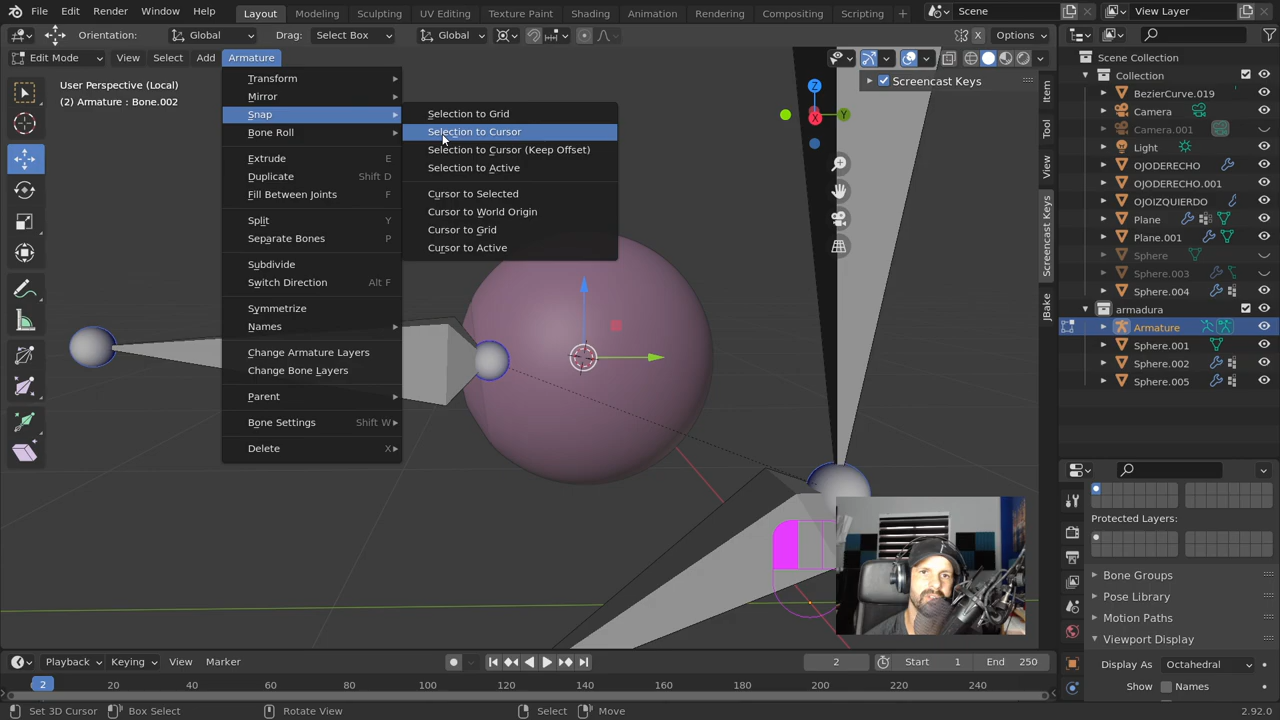 File Edit Render Window Help
Layout Modeling Sculpting UV Editing Texture Paint Shading Animation Rendering Compositing Scripting +
Scene View Layer
Orientation: Global Drag: Select Box Global Options
Edit Mode View Select Add Armature
User Perspective (Local)
(2) Armature : Bone.002
Transform
Mirror
Snap
Bone Roll
Extrude E
Duplicate Shift D
Fill Between Joints F
Split Y
Separate Bones P
Subdivide
Switch Direction Alt F
Symmetrize
Names
Change Armature Layers
Change Bone Layers
Parent
Bone Settings Shift W
Delete X
Selection to Grid
Selection to Cursor
Selection to Cursor (Keep Offset)
Selection to Active
Cursor to Selected
Cursor to World Origin
Cursor to Grid
Cursor to Active
Screencast Keys
Z
X
Y
Item
Tool
View
Screencast Keys
JBake
Scene Collection
Collection
BezierCurve.019
Camera
Camera.001
Light
OJODERECHO
OJODERECHO.001
OJOIZQUIERDO
Plane
Plane.001
Sphere
Sphere.003
Sphere.004
armadura
Armature
Sphere.001
Sphere.002
Sphere.005
Protected Layers:
Bone Groups
Pose Library
Motion Paths
Viewport Display
Display As Octahedral
Show Names
Playback Keying View Marker 2 Start 1 End 250
2 20 40 60 80 100 120 140 160 180 200 220 240
Set 3D Cursor Box Select Rotate View Select Move 2.92.0